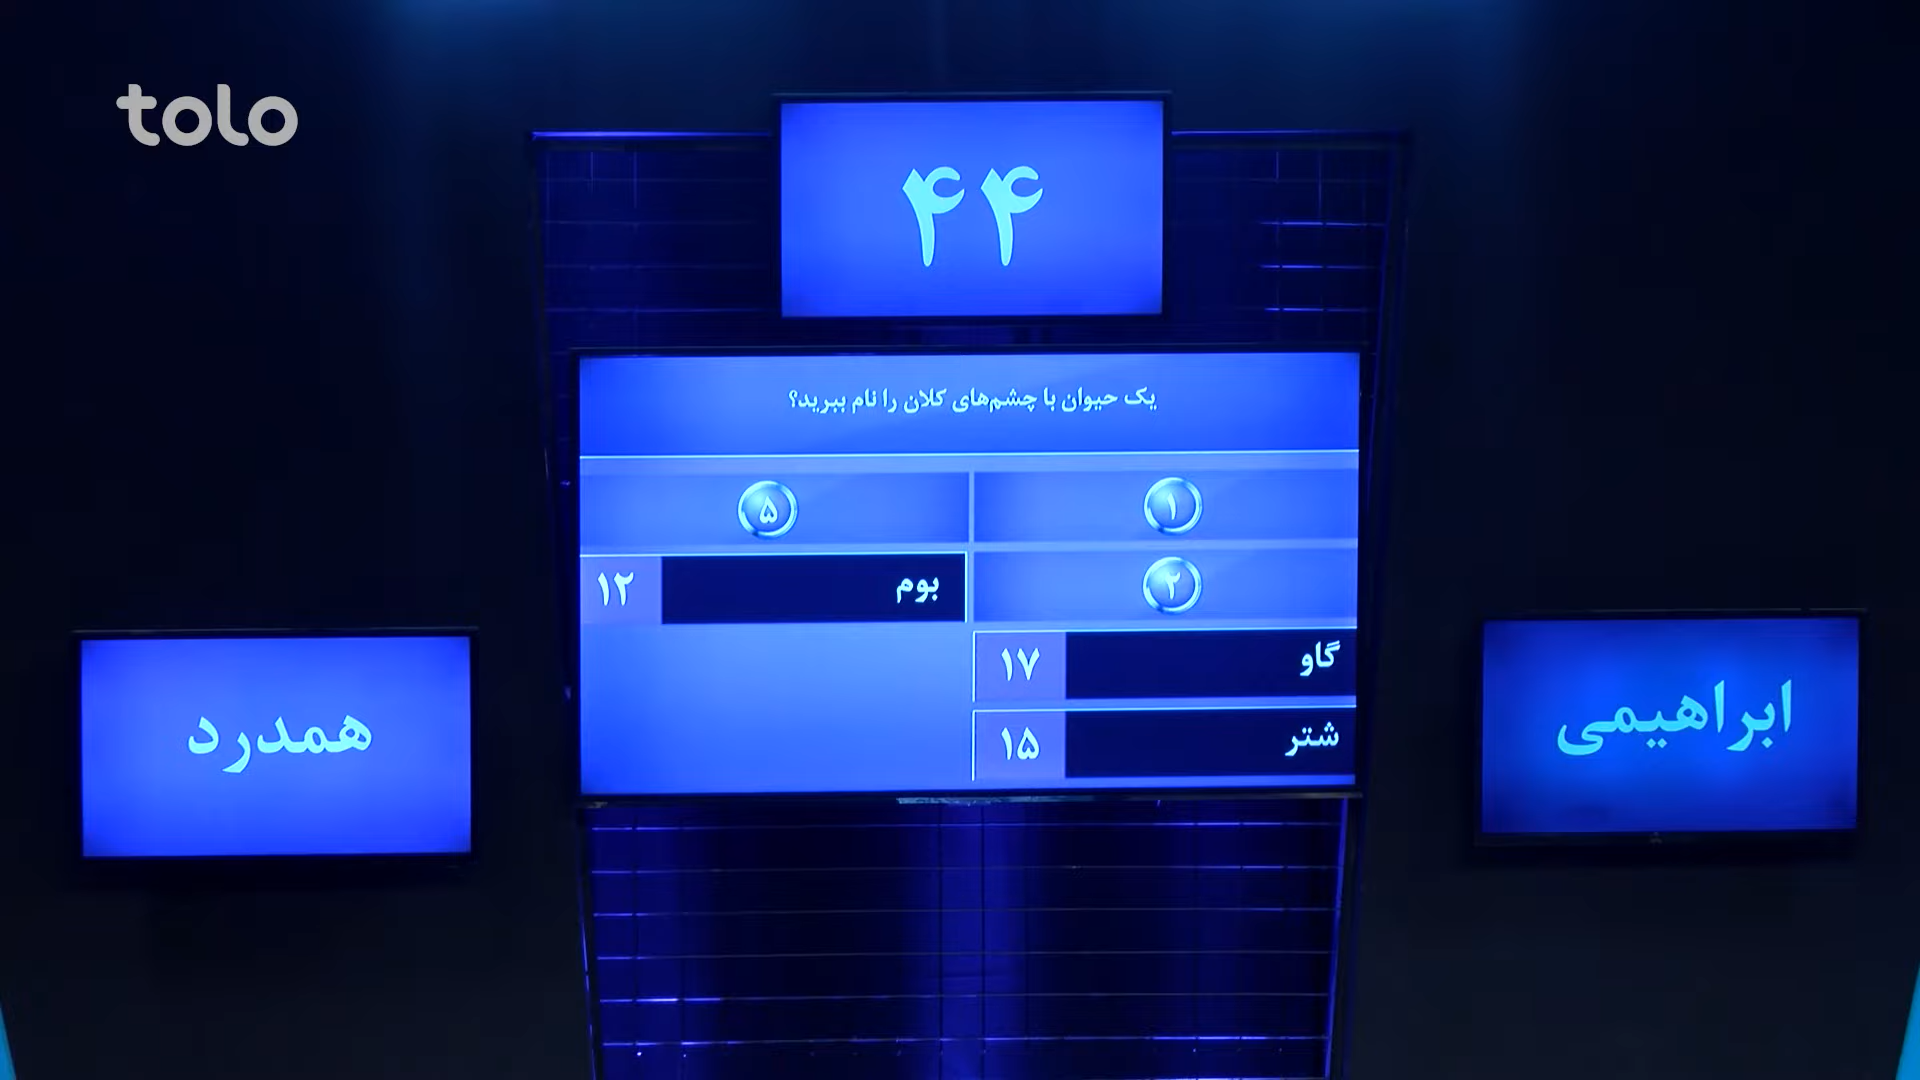 tolo
۴۴
یک حیوان با چشم‌های کلان را نام ببرید؟
۱
۵
۲
بوم ۱۲
گاو ۱۷
شتر ۱۵
ابراهیمی
همدرد